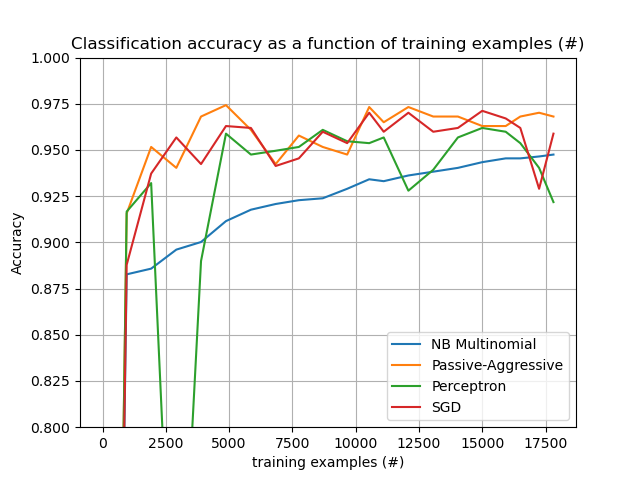 Classification accuracy as a function of training examples (#)
1.000
0.975
0.950
0.925
0.900
0.875
0.850
0.825
0.800
Accuracy
NB Multinomial
Passive-Aggressive
Perceptron
SGD
0 2500 5000 7500 10000 12500 15000 17500
training examples (#)